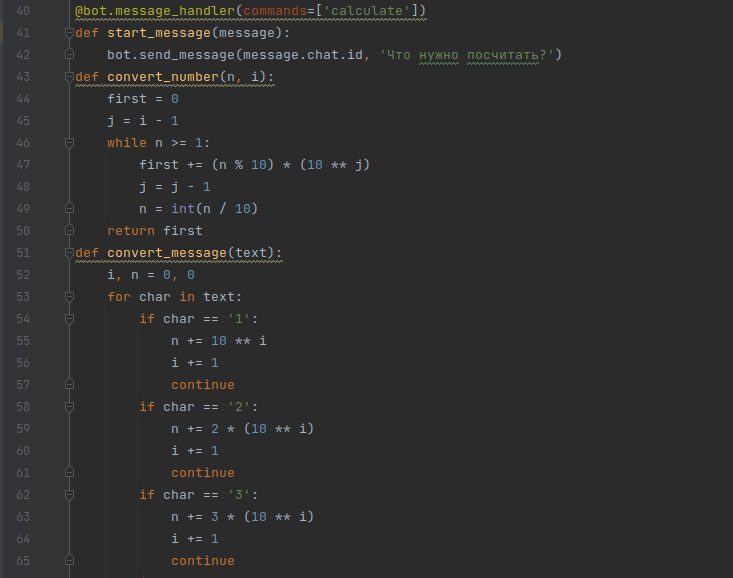 40 @bot.message_handler(commands=['calculate'])
41 def start_message(message):
42     bot.send_message(message.chat.id, 'Что нужно посчитать?')
43 def convert_number(n, i):
44     first = 0
45     j = i - 1
46     while n >= 1:
47         first += (n % 10) * (10 ** j)
48         j = j - 1
49         n = int(n / 10)
50     return first
51 def convert_message(text):
52     i, n = 0, 0
53     for char in text:
54         if char == '1':
55             n += 10 ** i
56             i += 1
57             continue
58         if char == '2':
59             n += 2 * (10 ** i)
60             i += 1
61             continue
62         if char == '3':
63             n += 3 * (10 ** i)
64             i += 1
65             continue